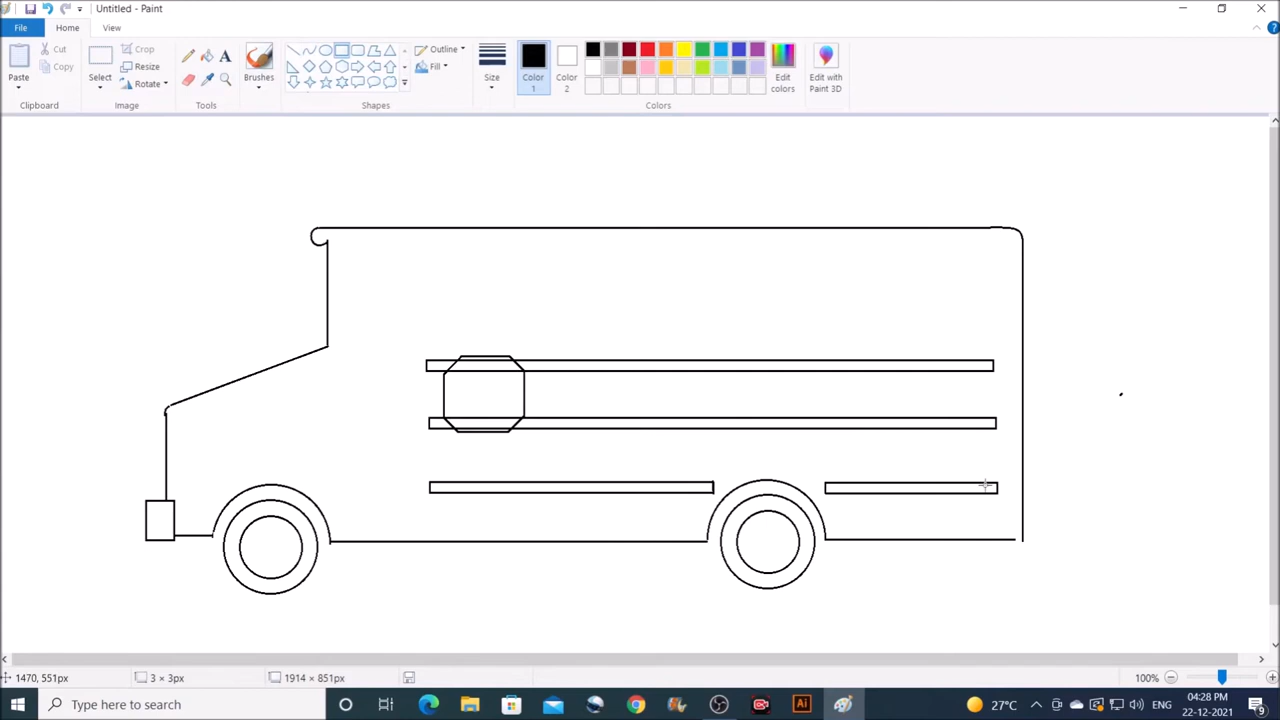 Untitled - Paint
File
Home
View
Paste
Cut
Copy
Clipboard
Select
Crop
Resize
Rotate
Image
Tools
Brushes
Shapes
Outline
Fill
Size
Color 1
Color 2
Edit colors
Colors
Edit with Paint 3D
1470, 551px
3 × 3px
1914 × 851px
100%
Type here to search
27°C
ENG
04:28 PM
22-12-2021